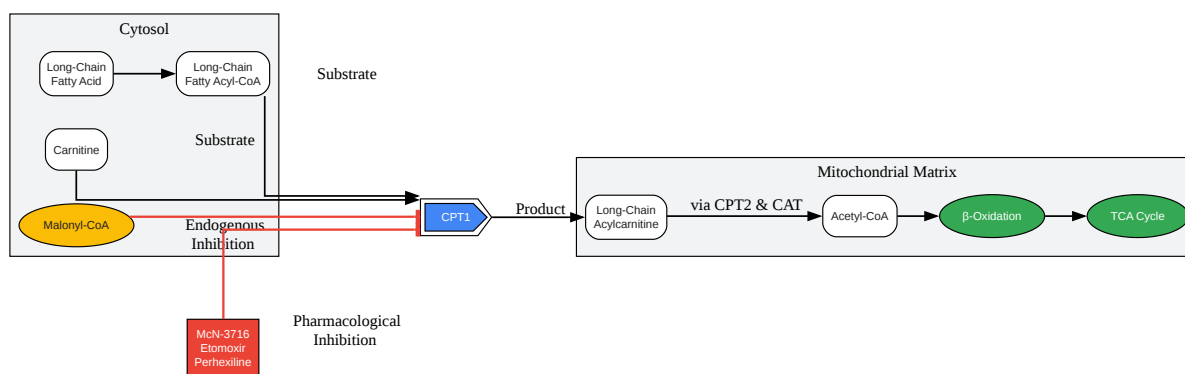 Cytosol
Long-Chain
Fatty Acid
Long-Chain
Fatty Acyl-CoA
Substrate
Substrate
Carnitine
Malonyl-CoA
Endogenous
Inhibition
CPT1
Product
Mitochondrial Matrix
Long-Chain
Acylcarnitine
via CPT2 & CAT
Acetyl-CoA
β-Oxidation
TCA Cycle
McN-3716
Etomoxir
Perhexiline
Pharmacological
Inhibition